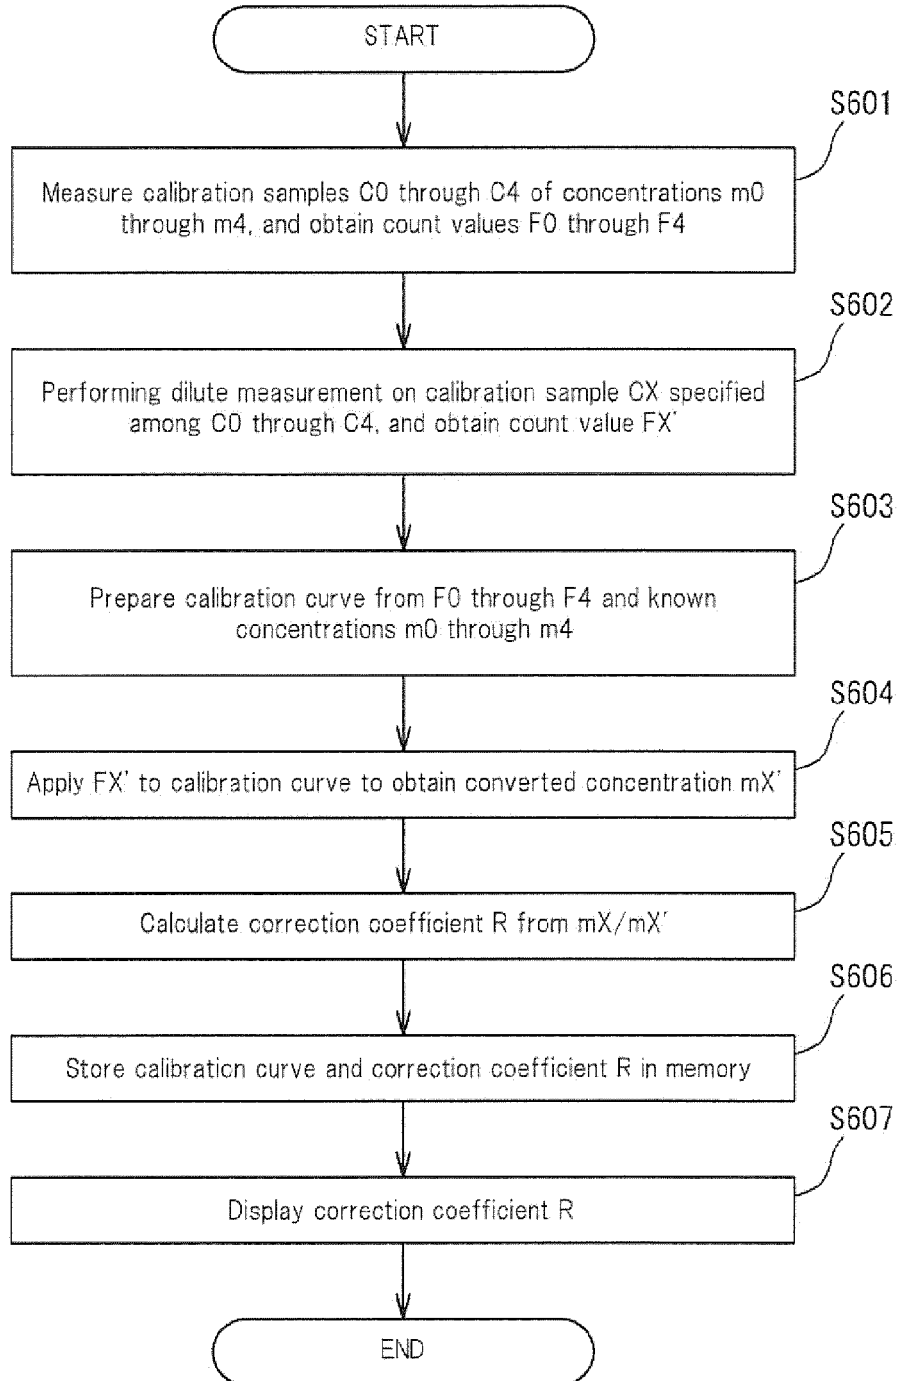 START
S601
Measure calibration samples C0 through C4 of concentrations m0
through m4, and obtain count values F0 through F4
S602
Performing dilute measurement on calibration sample CX specified
among C0 through C4, and obtain count value FX'
S603
Prepare calibration curve from F0 through F4 and known
concentrations m0 through m4
S604
Apply FX' to calibration curve to obtain converted concentration mX'
S605
Calculate correction coefficient R from mX/mX'
S606
Store calibration curve and correction coefficient R in memory
S607
Display correction coefficient R
END